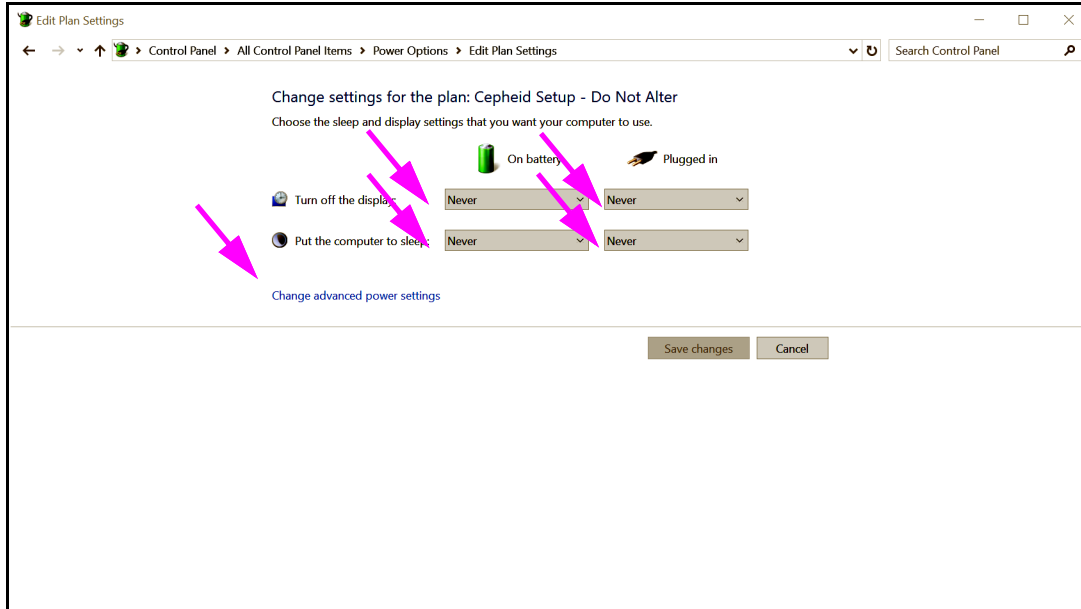 Edit Plan Settings
Control Panel > All Control Panel Items > Power Options > Edit Plan Settings
Search Control Panel
Change settings for the plan: Cepheid Setup - Do Not Alter
Choose the sleep and display settings that you want your computer to use.
On battery
Plugged in
Turn off the display:
Never
Never
Put the computer to sleep:
Never
Never
Change advanced power settings
Save changes
Cancel